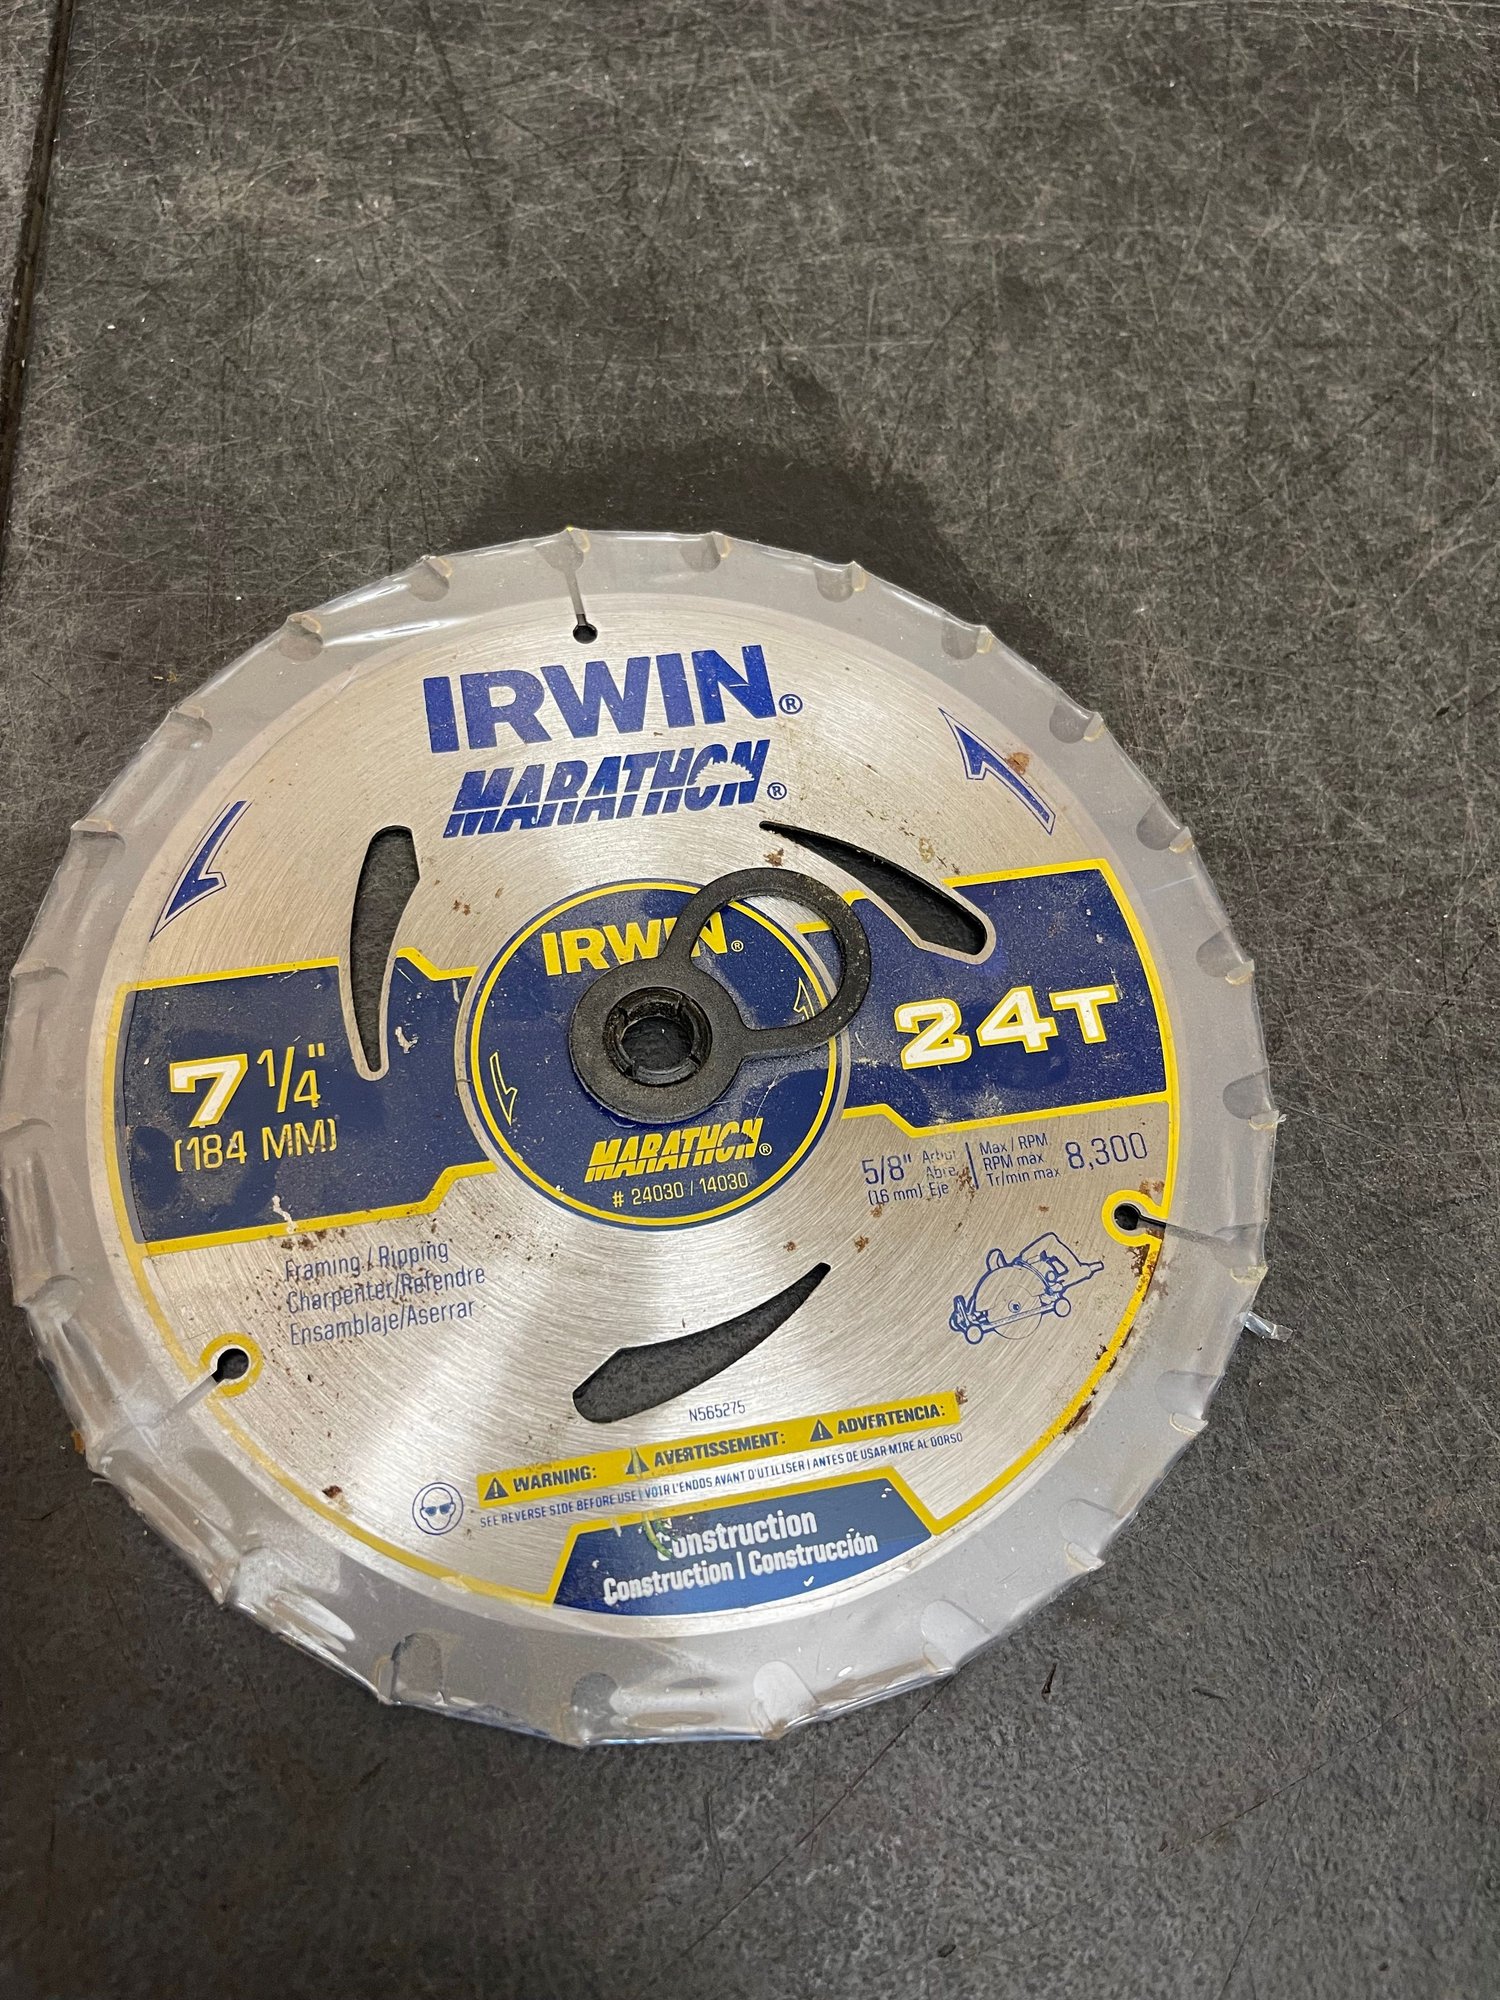 IRWIN®
MARATHON®
IRWIN®
7 1/4"
(184 MM)
24T
MARATHON®
# 24030 / 14030
5/8" Arbor
(16 mm) Eje
Max / RPM
RPM máx
Tr/min max
8,300
Framing / Ripping
Charpenter/Refendre
Ensamblaje/Aserrar
N565275
WARNING: AVERTISSEMENT: ADVERTENCIA:
SEE REVERSE SIDE BEFORE USE | VOIR L'ENDOS AVANT D'UTILISER | ANTES DE USAR MIRE AL DORSO
Construction
Construction | Construcción